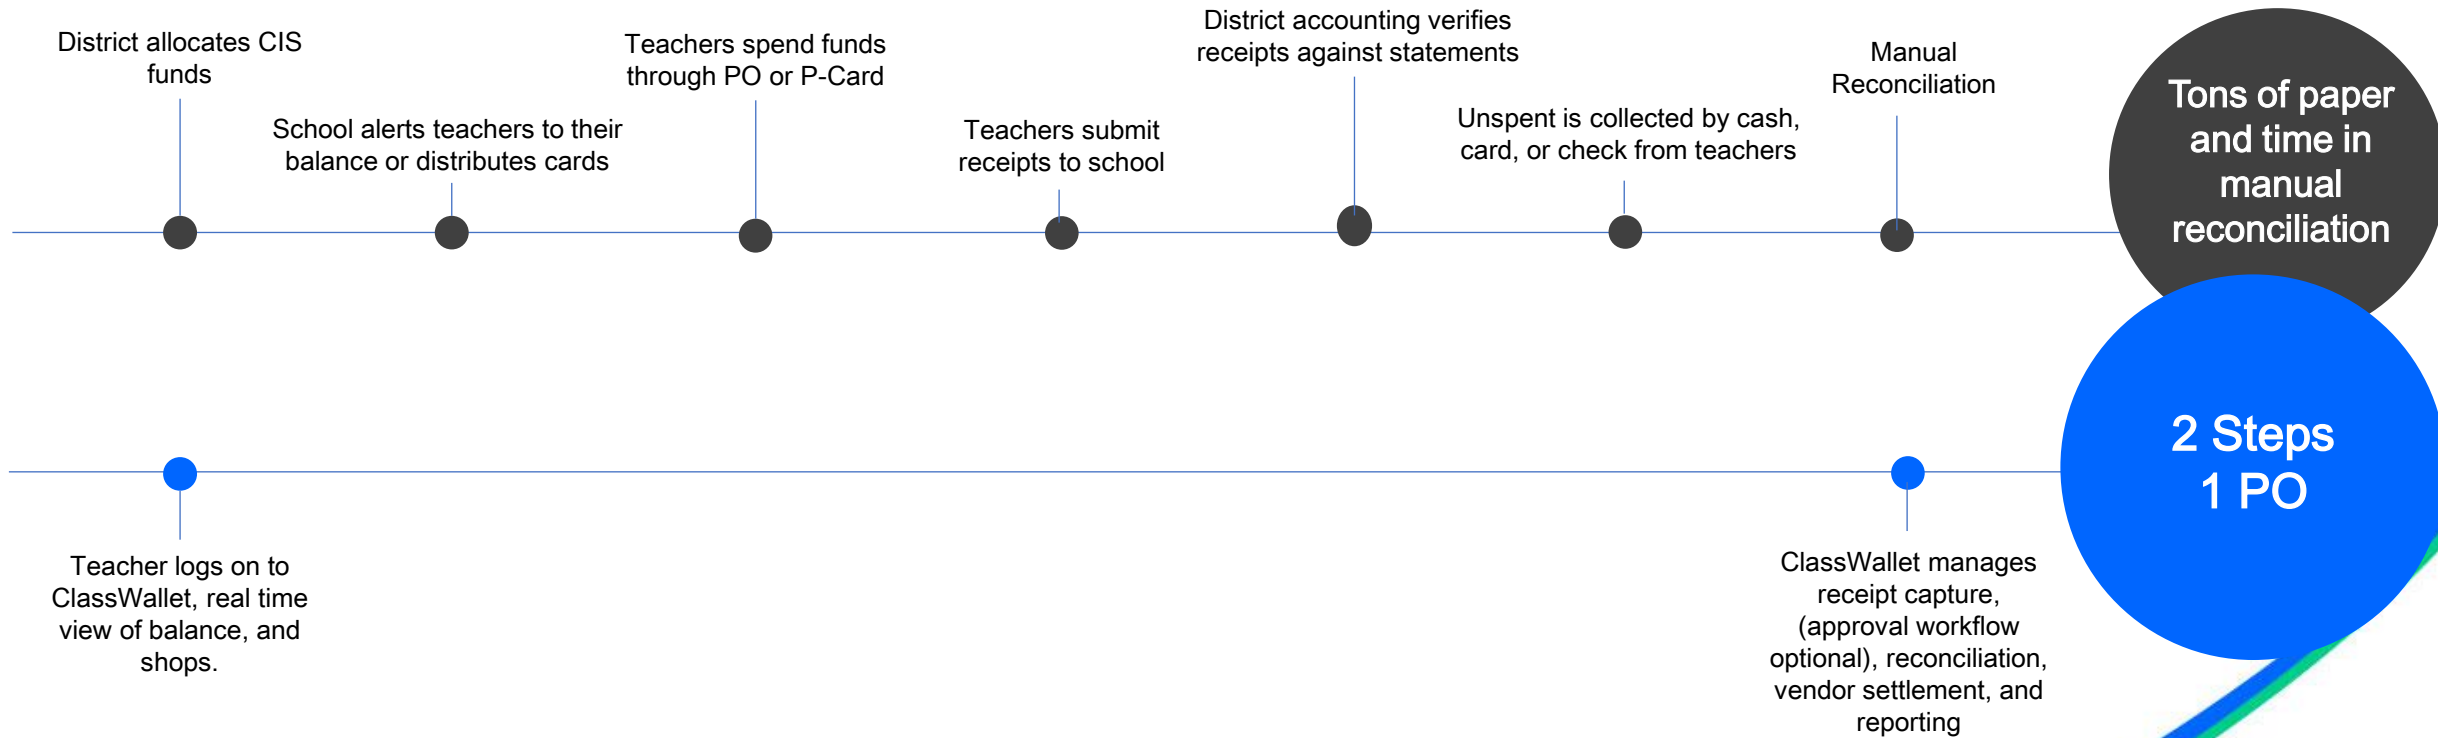 District allocates CIS
funds
School alerts teachers to their
balance or distributes cards
Teachers spend funds
through PO or P-Card
Teachers submit
receipts to school
District accounting verifies
receipts against statements
Unspent is collected by cash,
card, or check from teachers
Manual
Reconciliation
Tons of paper
and time in
manual
reconciliation
Teacher logs on to
ClassWallet, real time
view of balance, and
shops.
ClassWallet manages
receipt capture,
(approval workflow
optional), reconciliation,
vendor settlement, and
reporting
2 Steps
1 PO